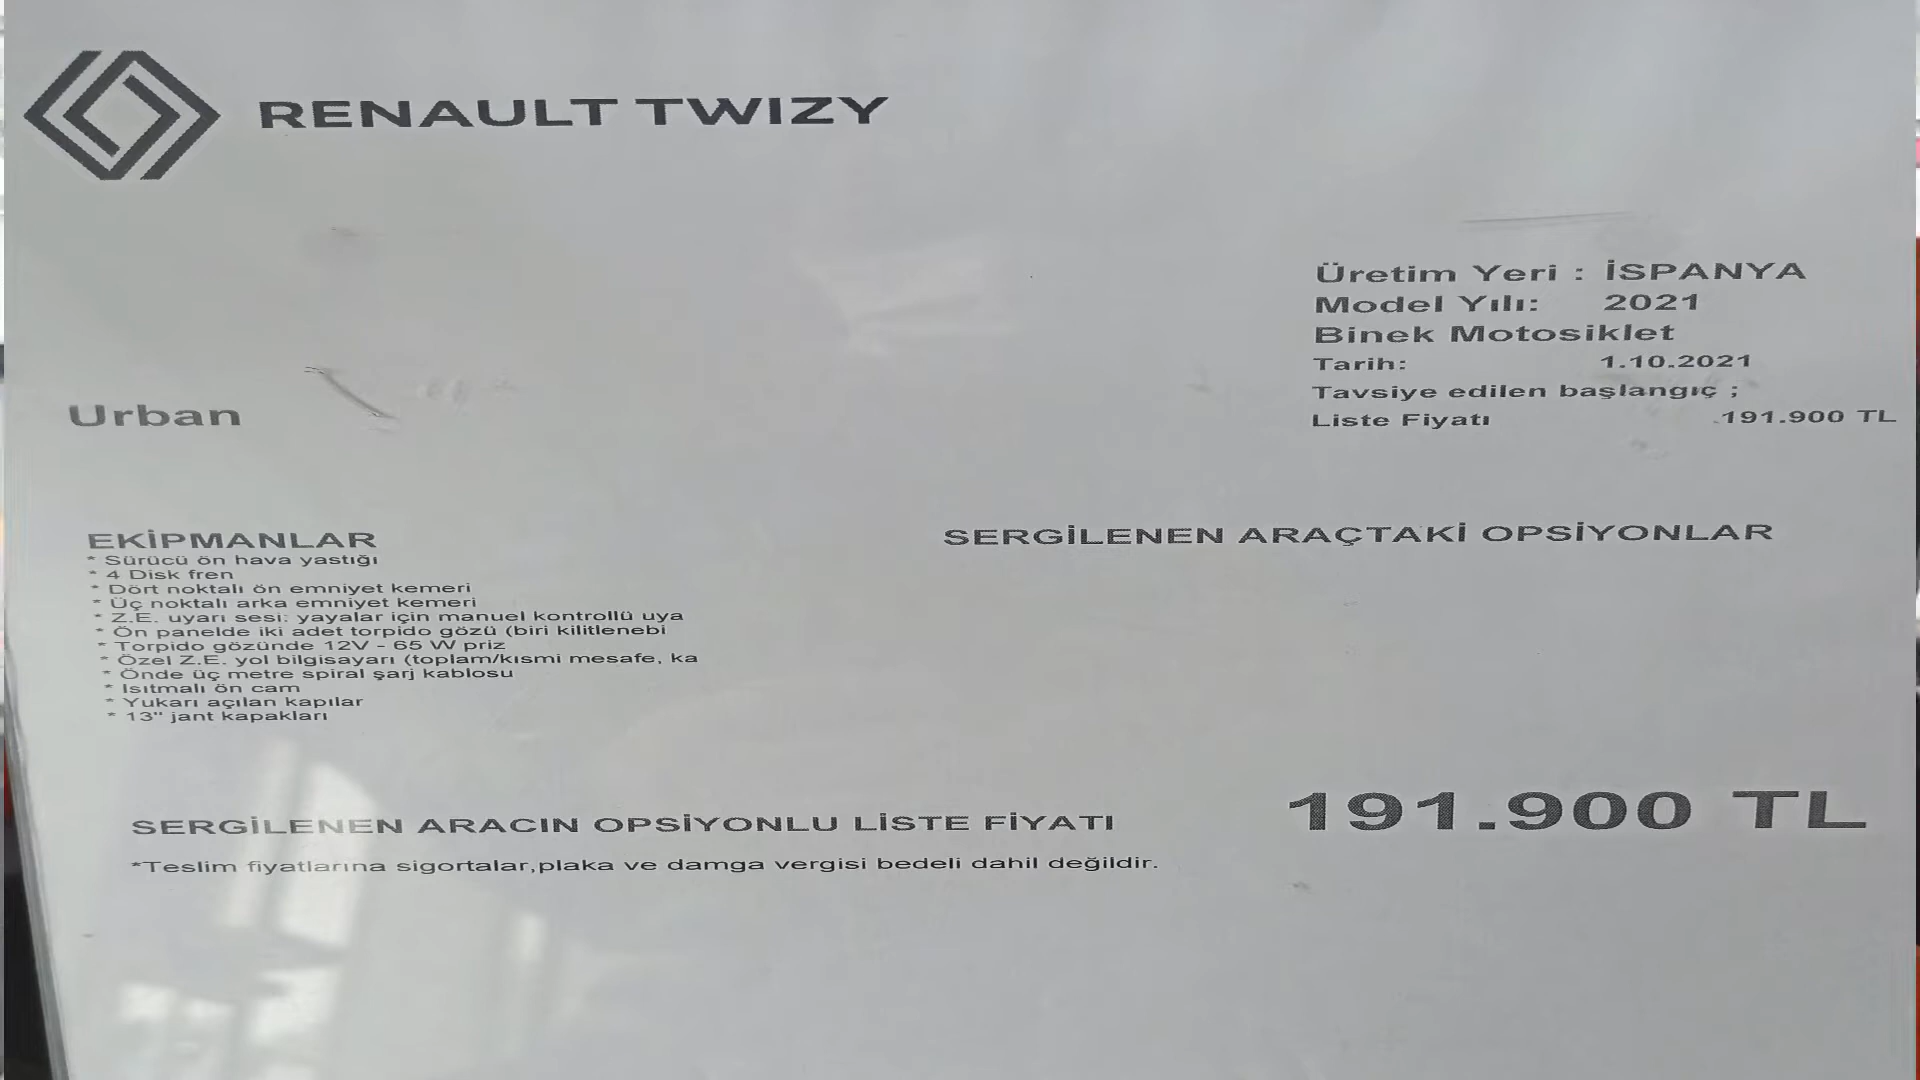 RENAULT TWIZY
Üretim Yeri : İSPANYA
Model Yılı: 2021
Binek Motosiklet
Tarih: 1.10.2021
Tavsiye edilen başlangıç ;
Liste Fiyatı 191.900 TL
Urban
EKİPMANLAR
* Sürücü ön hava yastığı
* 4 Disk fren
* Dört noktalı ön emniyet kemeri
* Üç noktalı arka emniyet kemeri
* Z.E. uyarı sesi: yayalar için manuel kontrollü uya
* Ön panelde iki adet torpido gözü (biri kilitlenebi
* Torpido gözünde 12V - 65 W priz
* Özel Z.E. yol bilgisayarı (toplam/kısmi mesafe, ka
* Önde üç metre spiral şarj kablosu
* Isıtmalı ön cam
* Yukarı açılan kapılar
* 13" jant kapakları
SERGİLENEN ARAÇTAKİ OPSİYONLAR
SERGİLENEN ARACIN OPSİYONLU LİSTE FİYATI 191.900 TL
*Teslim fiyatlarına sigortalar,plaka ve damga vergisi bedeli dahil değildir.